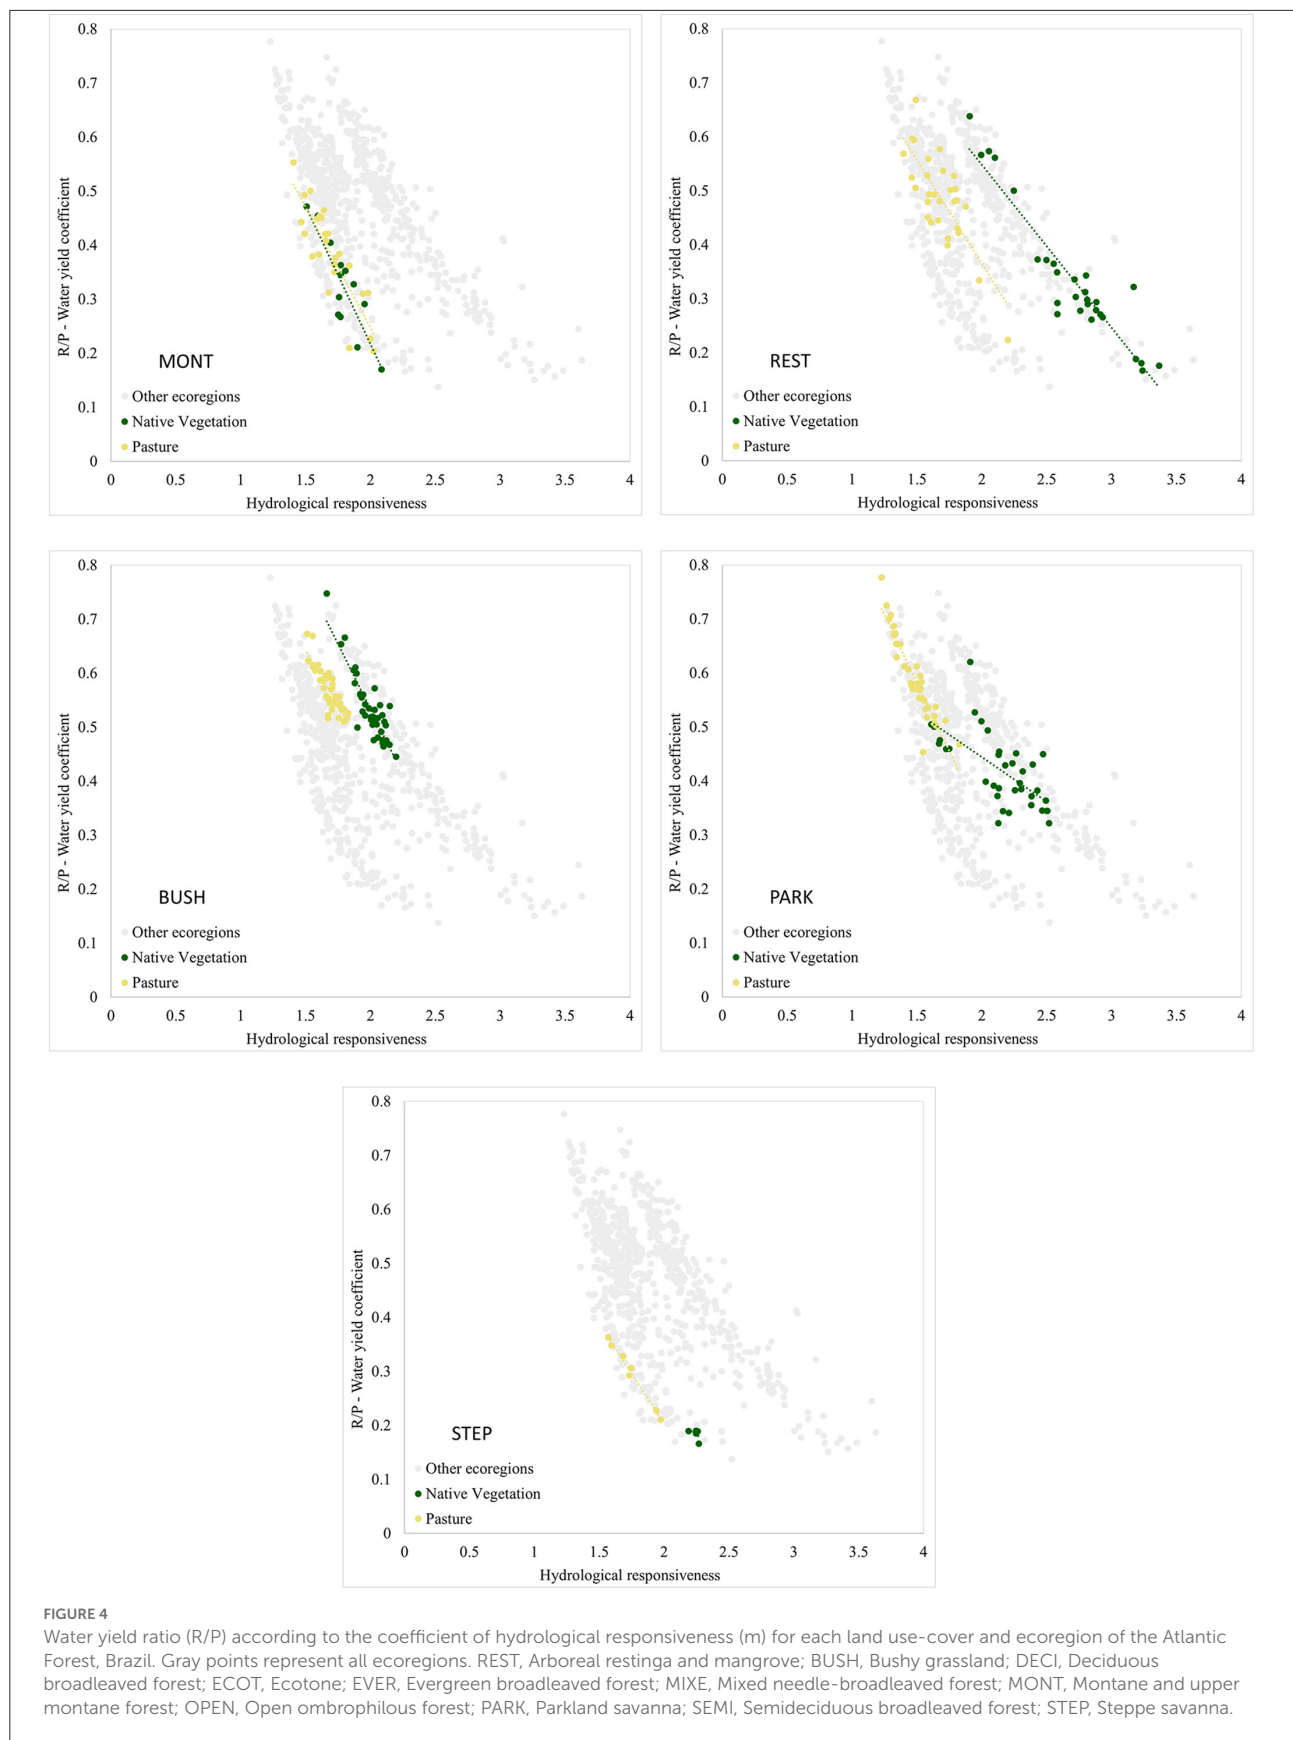 0.8
0.7
0.6
0.5
0.4
0.3
0.2
0.1
0
R/P - Water yield coefficient
MONT
Other ecoregions
Native Vegetation
Pasture
0 0.5 1 1.5 2 2.5 3 3.5 4
Hydrological responsiveness
0.8
0.7
0.6
0.5
0.4
0.3
0.2
0.1
0
R/P - Water yield coefficient
REST
Other ecoregions
Native Vegetation
Pasture
0 0.5 1 1.5 2 2.5 3 3.5 4
Hydrological responsiveness
0.8
0.7
0.6
0.5
0.4
0.3
0.2
0.1
0
R/P - Water yield coefficient
BUSH
Other ecoregions
Native Vegetation
Pasture
0 0.5 1 1.5 2 2.5 3 3.5 4
Hydrological responsiveness
0.8
0.7
0.6
0.5
0.4
0.3
0.2
0.1
0
R/P - Water yield coefficient
PARK
Other ecoregions
Native Vegetation
Pasture
0 0.5 1 1.5 2 2.5 3 3.5 4
Hydrological responsiveness
0.8
0.7
0.6
0.5
0.4
0.3
0.2
0.1
0
R/P - Water yield coefficient
STEP
Other ecoregions
Native Vegetation
Pasture
0 0.5 1 1.5 2 2.5 3 3.5 4
Hydrological responsiveness
FIGURE 4
Water yield ratio (R/P) according to the coefficient of hydrological responsiveness (m) for each land use-cover and ecoregion of the Atlantic
Forest, Brazil. Gray points represent all ecoregions. REST, Arboreal restinga and mangrove; BUSH, Bushy grassland; DECI, Deciduous
broadleaved forest; ECOT, Ecotone; EVER, Evergreen broadleaved forest; MIXE, Mixed needle-broadleaved forest; MONT, Montane and upper
montane forest; OPEN, Open ombrophilous forest; PARK, Parkland savanna; SEMI, Semideciduous broadleaved forest; STEP, Steppe savanna.